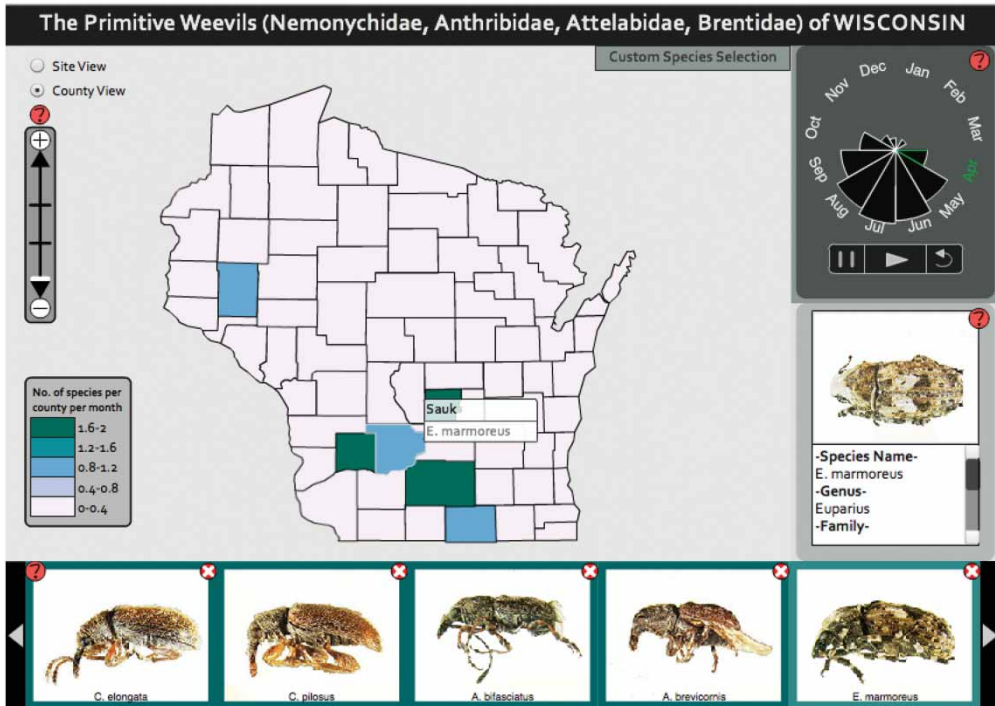 The Primitive Weevils (Nemonychidae, Anthribidae, Attelabidae, Brentidae) of WISCONSIN
Site View
County View
Custom Species Selection
?
+
−
No. of species per
county per month
1.6-2
1.2-1.6
0.8-1.2
0.4-0.8
0-0.4
Sauk
E. marmoreus
?
Dec
Jan
Feb
Mar
Apr
May
Jun
Jul
Aug
Sep
Oct
Nov
?
-Species Name-
E. marmoreus
-Genus-
Euparius
-Family-
?
C. elongata
C. pilosus
A. bifasciatus
A. brevicornis
E. marmoreus